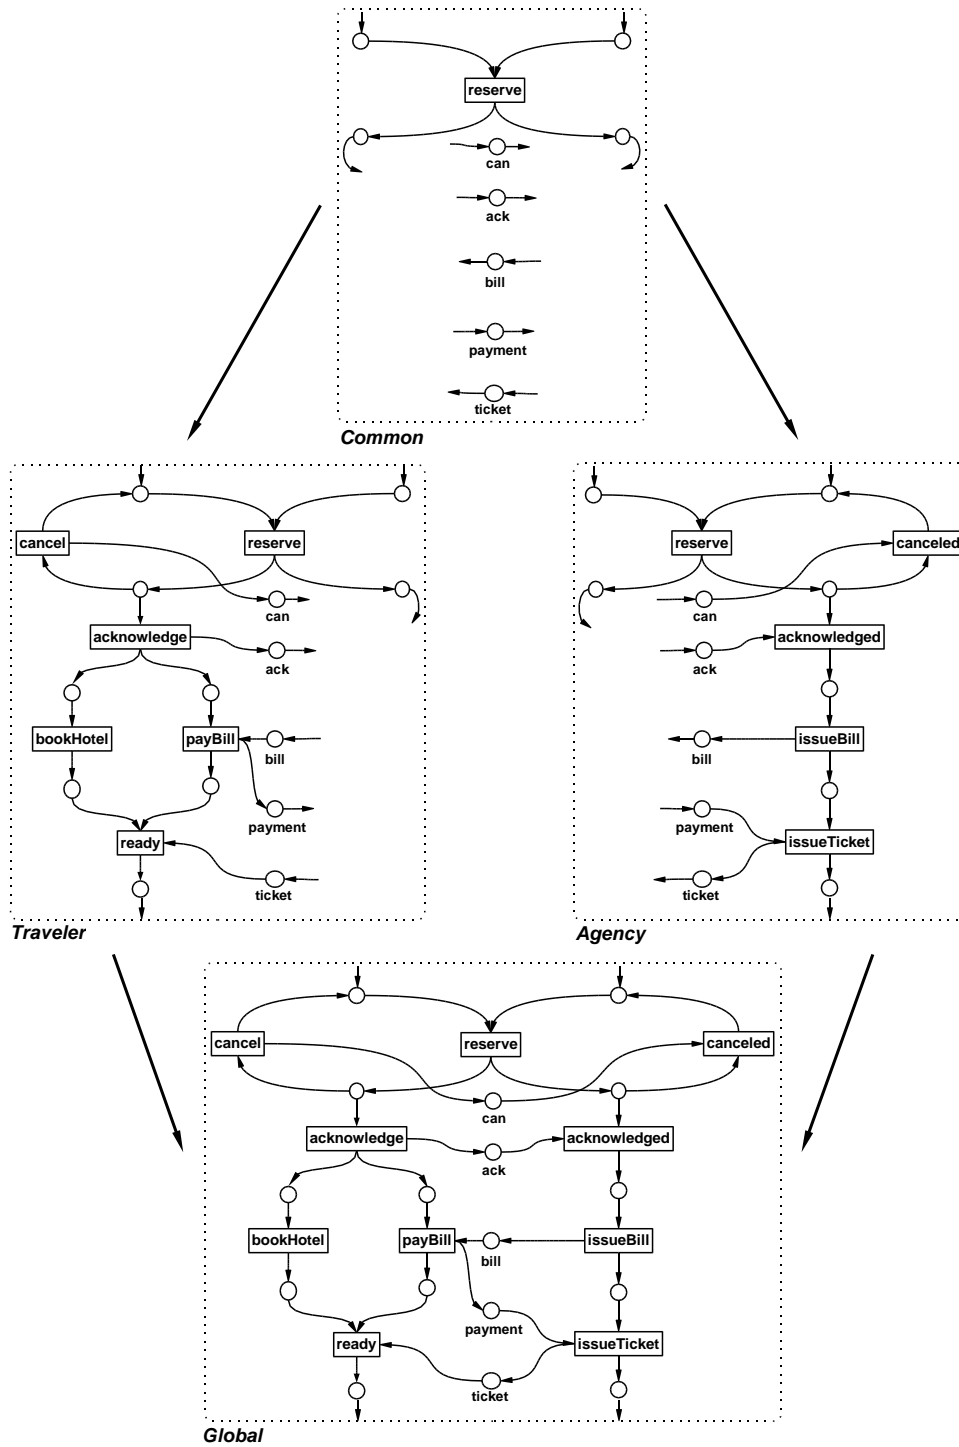 reserve
can
ack
bill
payment
ticket
Common
cancel
reserve
can
acknowledge
ack
bookHotel
payBill
bill
payment
ready
ticket
Traveler
reserve
canceled
can
acknowledged
ack
bill
issueBill
payment
issueTicket
ticket
Agency
cancel
reserve
canceled
can
acknowledge
acknowledged
ack
bookHotel
payBill
issueBill
bill
payment
ready
issueTicket
ticket
Global